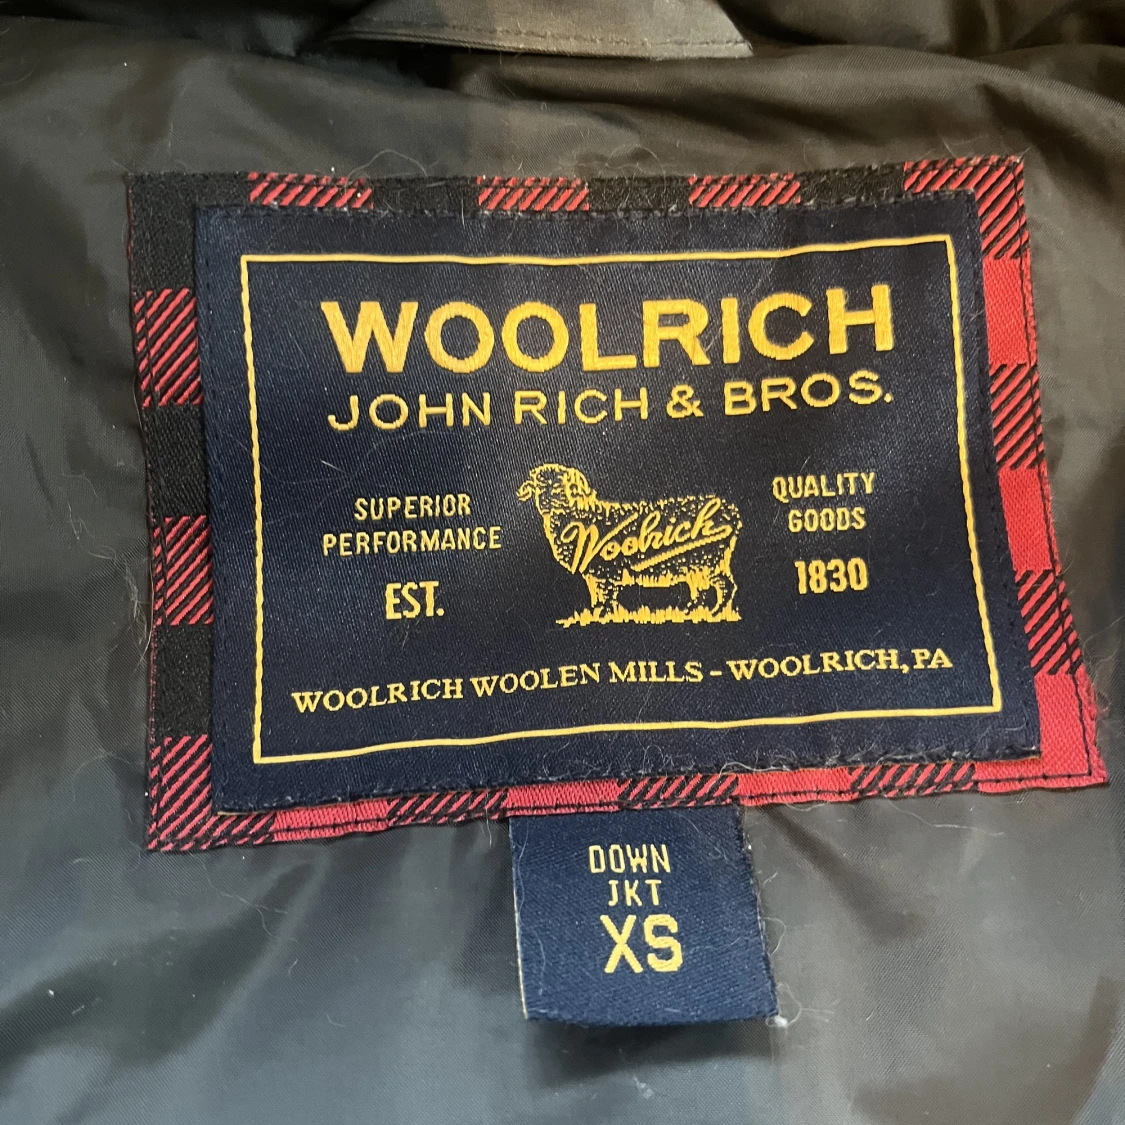 WOOLRICH
JOHN RICH & BROS.
SUPERIOR
PERFORMANCE
EST.
Woolrich
QUALITY
GOODS
1830
WOOLRICH WOOLEN MILLS - WOOLRICH, PA
DOWN
JKT
XS